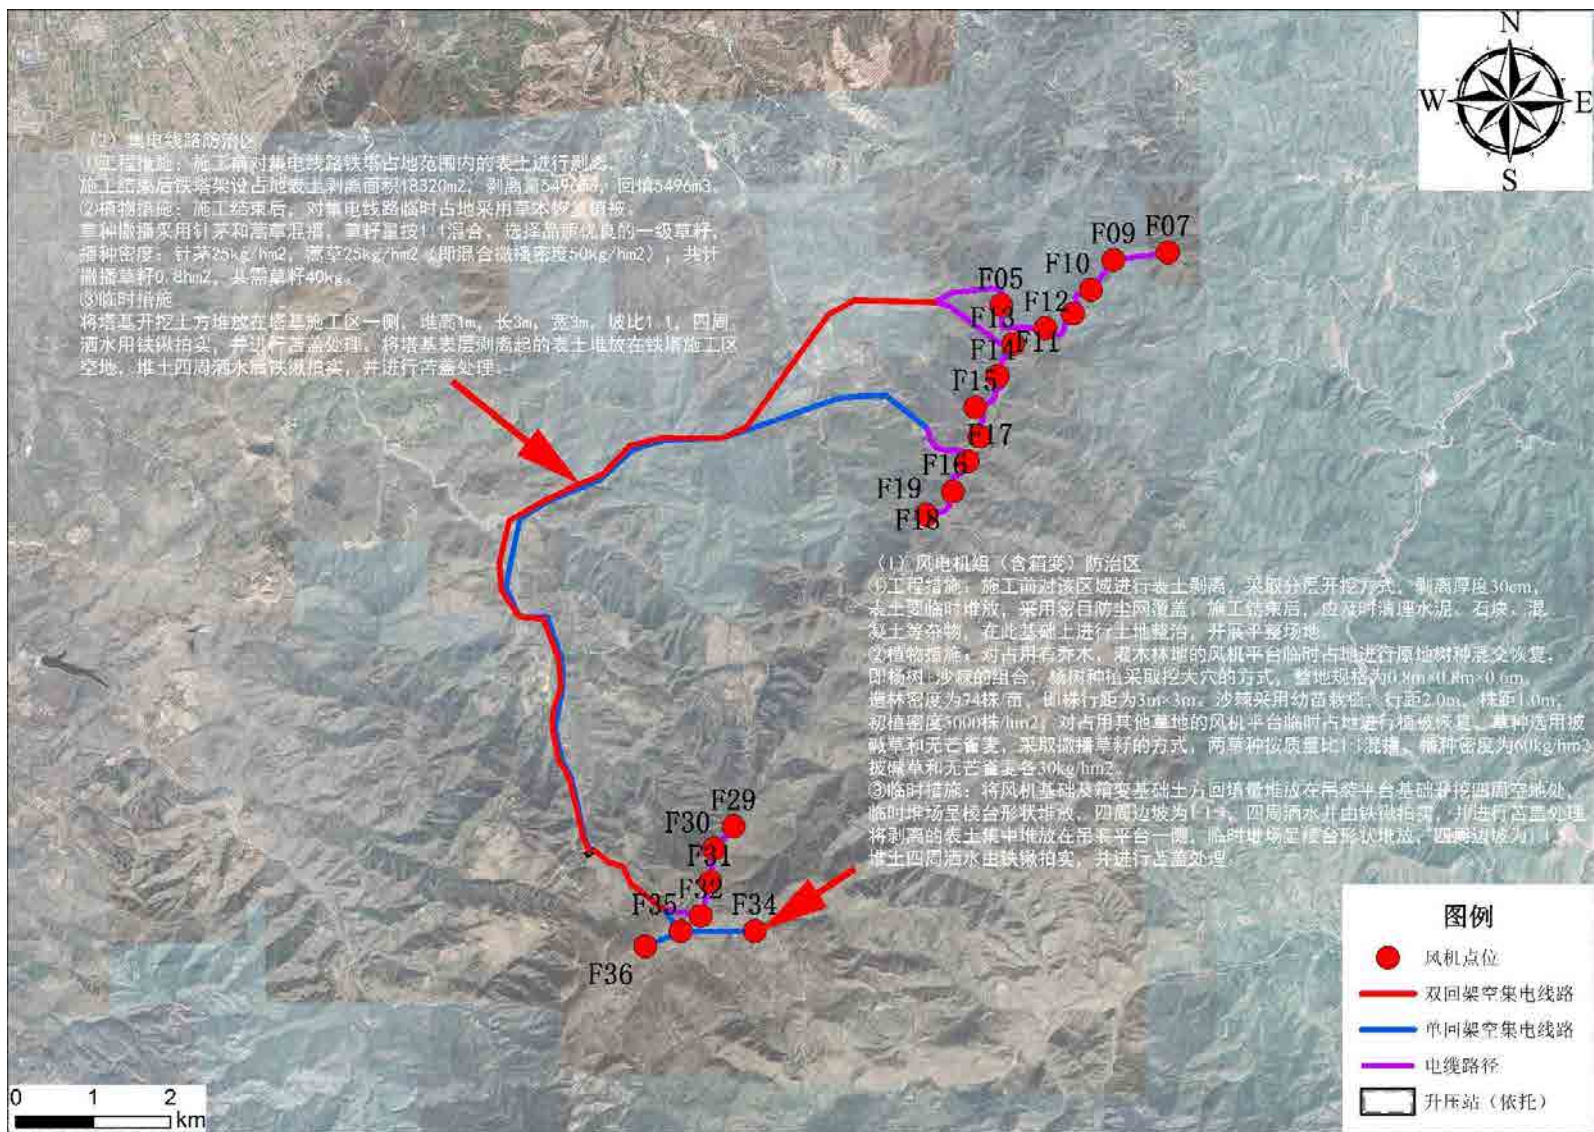 N
W
E
S
（2）集电线路防治区
①工程措施：施工前对集电线路铁塔占地范围内的表土进行剥离，
施工结束后铁塔架设占地表土剥离面积18320m2，剥离量5496m3，回填5496m3。
②植物措施：施工结束后，对集电线路临时占地采用草本恢复植被。
草种撒播采用针茅和蒿草混播，草籽量按1:1混合，选择品质优良的一级草籽，
播种密度：针茅25kg/hm2，蒿草25kg/hm2（即混合撒播密度50kg/hm2），共计
撒播草籽0.8hm2，共需草籽40kg。
③临时措施
将塔基开挖土方堆放在塔基施工区一侧，堆高1m，长3m，宽3m，坡比1:1，四周
洒水用铁锹拍实，并进行苫盖处理。将塔基表层剥离起的表土堆放在铁塔施工区
空地，堆土四周洒水后铁锹拍实，并进行苫盖处理。
F07
F09
F10
F05
F12
F13
F11
F14
F15
F17
F16
F19
F18
（1）风电机组（含箱变）防治区
①工程措施：施工前对该区域进行表土剥离，采取分层开挖方式，剥离厚度30cm，
表土要临时堆放，采用密目防尘网覆盖，施工结束后，应及时清理水泥、石块、混
凝土等杂物，在此基础上进行土地整治，开展平整场地
②植物措施：对占用有乔木、灌木林地的风机平台临时占地进行原地树种混交恢复，
即杨树+沙棘的组合，杨树种植采取挖大穴的方式，整地规格为0.8m×0.8m×0.6m，
造林密度为74株/亩，即株行距为3m×3m。沙棘采用幼苗栽植，行距2.0m，株距1.0m，
初植密度5000株/hm2；对占用其他草地的风机平台临时占地进行植被恢复，草种选用披
碱草和无芒雀麦，采取撒播草籽的方式，两草种按质量比1:1混播，播种密度为60kg/hm2
披碱草和无芒雀麦各30kg/hm2。
③临时措施：将风机基础及箱变基础土方回填量堆放在吊装平台基础开挖四周空地处，
临时堆场呈棱台形状堆放，四周边坡为1:1，四周洒水并由铁锹拍实，并进行苫盖处理
将剥离的表土集中堆放在吊装平台一侧，临时堆场呈棱台形状堆放，四周边坡为1:1
堆土四周洒水由铁锹拍实，并进行苫盖处理
F29
F30
F31
F32
F35
F34
F36
图例
风机点位
双回架空集电线路
单回架空集电线路
电缆路径
升压站（依托）
0 1 2
km